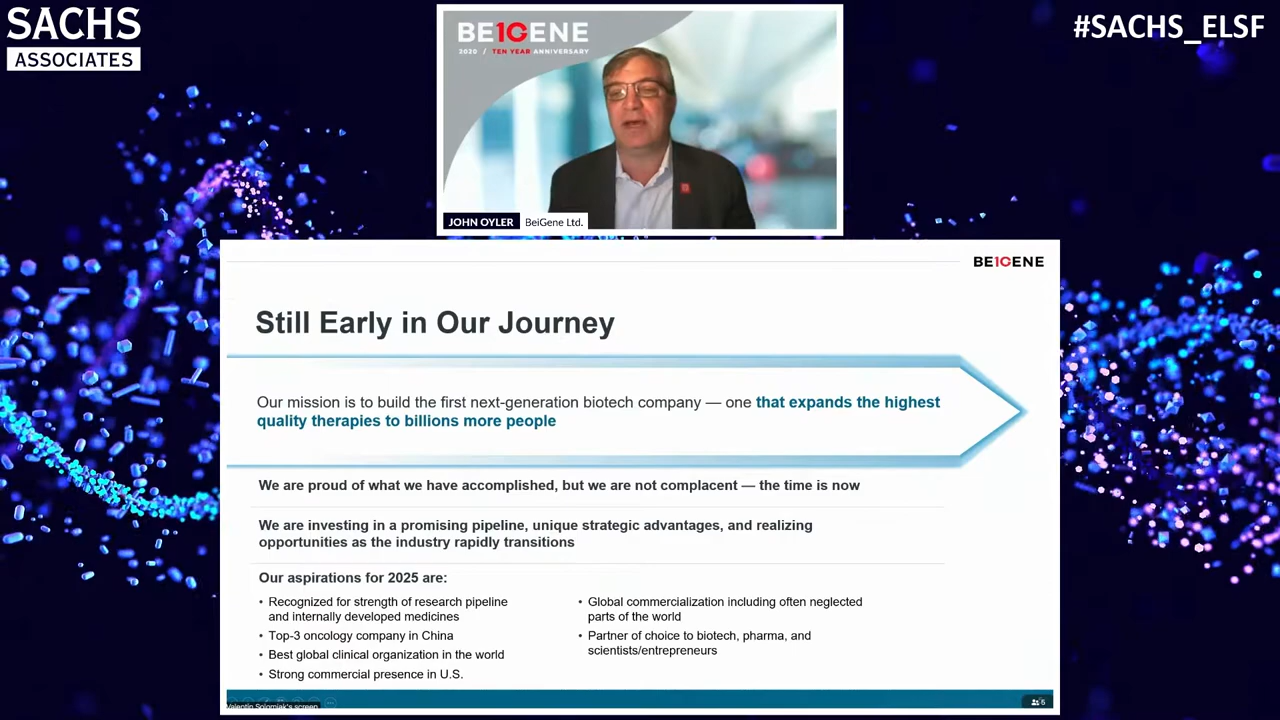 SACHS
ASSOCIATES
#SACHS_ELSF
BE10ENE
2020 / TEN YEAR ANNIVERSARY
JOHN OYLER BeiGene Ltd.
BE10ENE
Still Early in Our Journey
Our mission is to build the first next-generation biotech company — one that expands the highest
quality therapies to billions more people
We are proud of what we have accomplished, but we are not complacent — the time is now
We are investing in a promising pipeline, unique strategic advantages, and realizing
opportunities as the industry rapidly transitions
Our aspirations for 2025 are:
• Recognized for strength of research pipeline
and internally developed medicines
• Top-3 oncology company in China
• Best global clinical organization in the world
• Strong commercial presence in U.S.
• Global commercialization including often neglected
parts of the world
• Partner of choice to biotech, pharma, and
scientists/entrepreneurs
Valentin Solomiak's screen
6